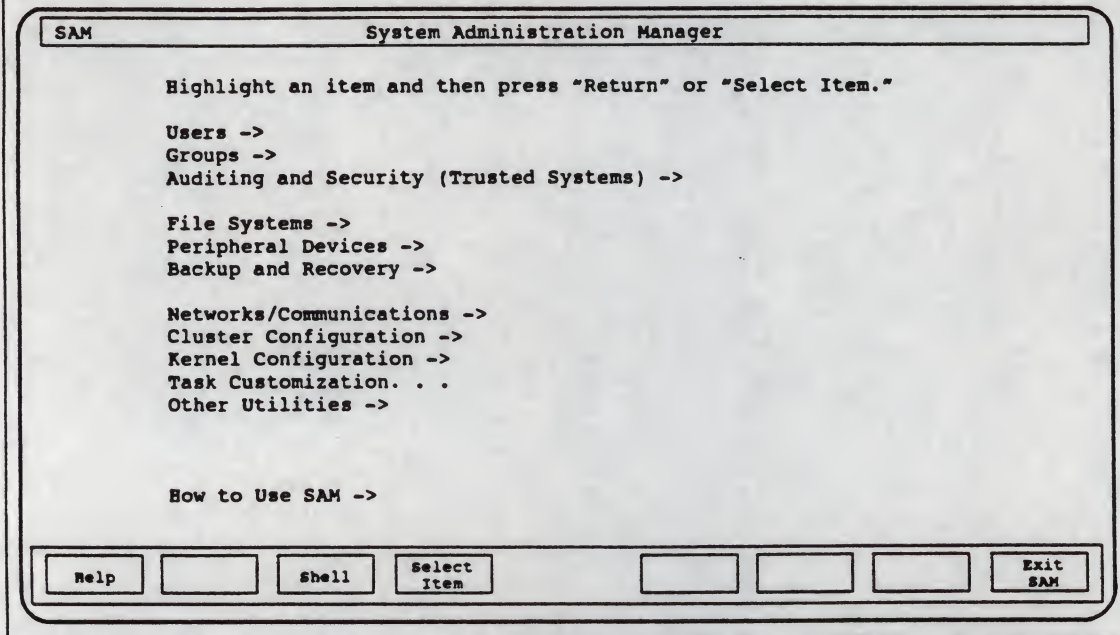 SAM System Administration Manager
Highlight an item and then press "Return" or "Select Item."
Users ->
Groups ->
Auditing and Security (Trusted Systems) ->
File Systems ->
Peripheral Devices ->
Backup and Recovery ->
Networks/Communications ->
Cluster Configuration ->
Kernel Configuration ->
Task Customization. . .
Other Utilities ->
How to Use SAM ->
Help
Shell
Select
Item
Exit
SAM